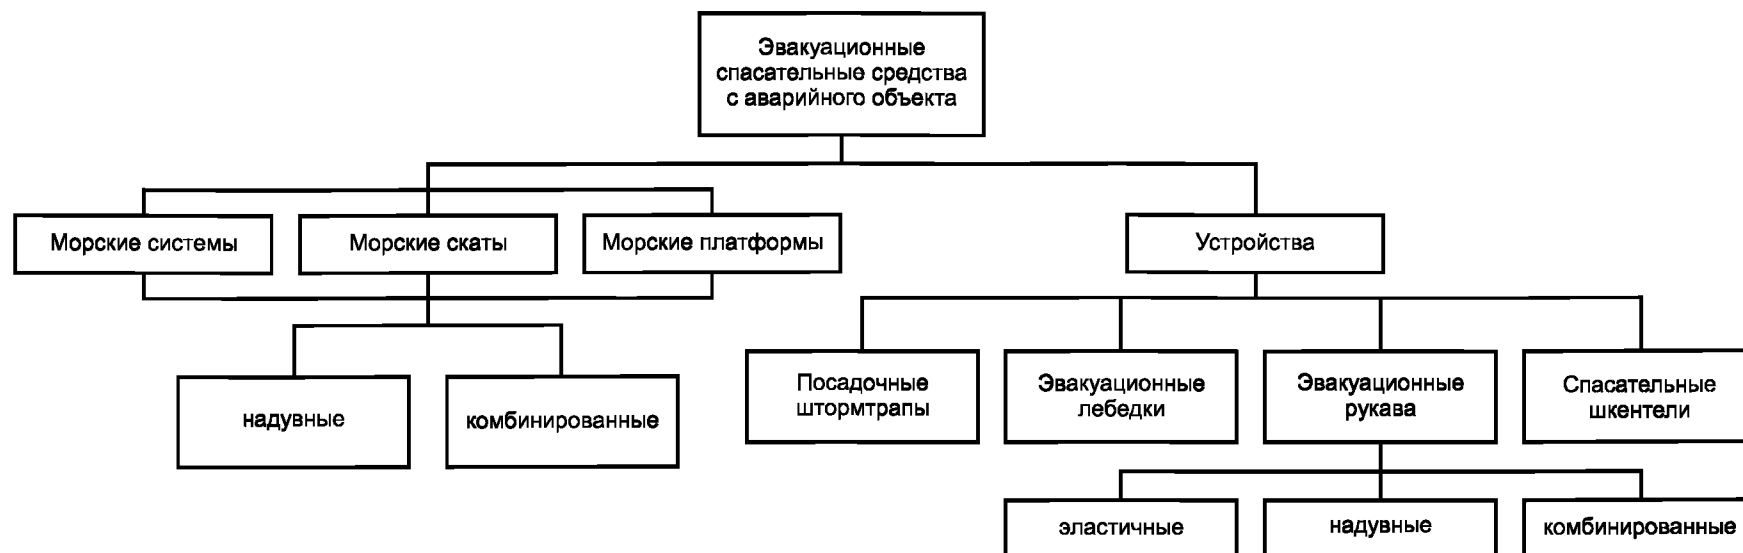 Эвакуационные
спасательные средства
с аварийного объекта
Морские системы
Морские скаты
Морские платформы
Устройства
надувные
комбинированные
Посадочные
штормтрапы
Эвакуационные
лебедки
Эвакуационные
рукава
Спасательные
шкентели
эластичные
надувные
комбинированные